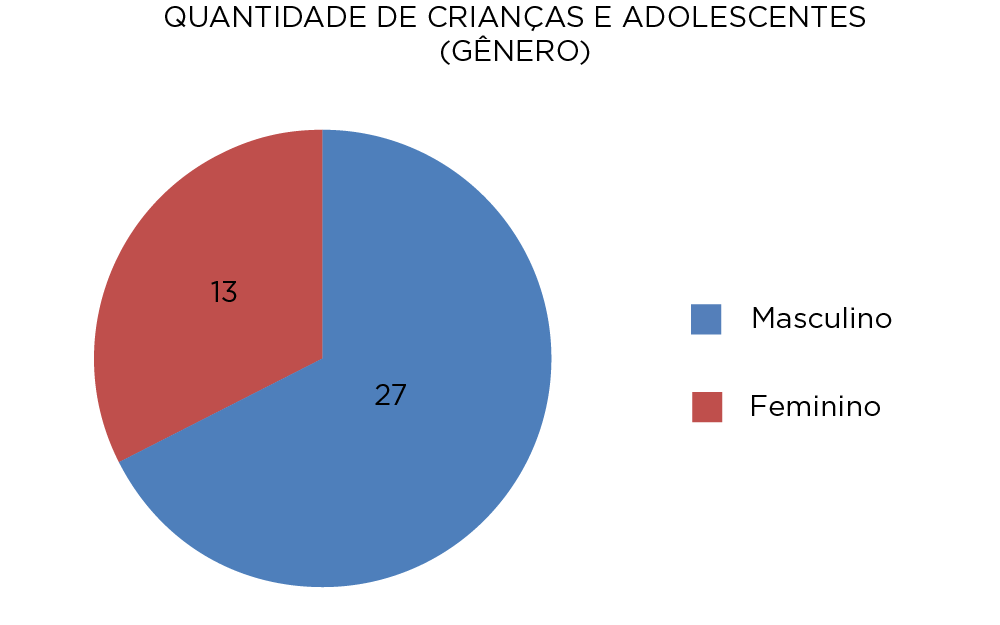 QUANTIDADE DE CRIANÇAS E ADOLESCENTES
(GÊNERO)
13
27
Masculino
Feminino